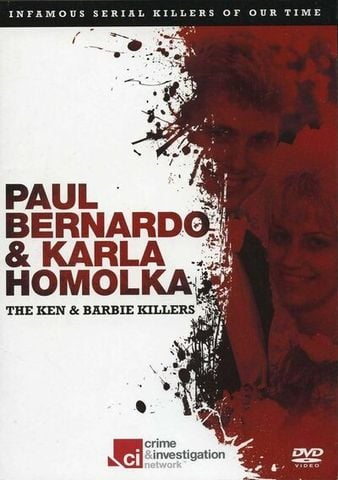 INFAMOUS SERIAL KILLERS OF OUR TIME
PAUL
BERNARDO
& KARLA
HOMOLKA
THE KEN & BARBIE KILLERS
ci
crime
&investigation
network™
DVD
VIDEO